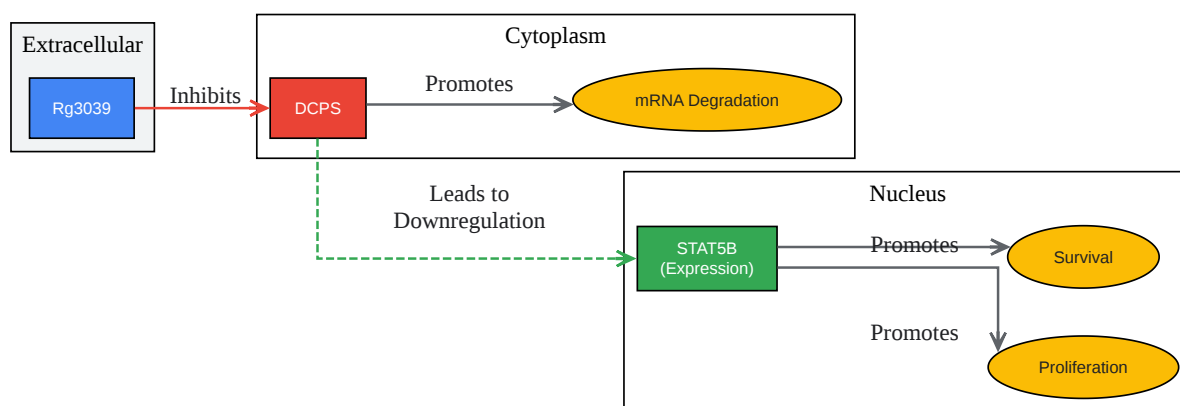 Extracellular
Cytoplasm
Rg3039
Inhibits
DCPS
Promotes
mRNA Degradation
Leads to
Downregulation
Nucleus
STAT5B
(Expression)
Promotes
Survival
Promotes
Proliferation